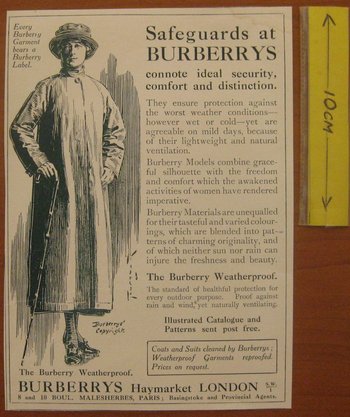 Every
Burberry
Garment
bears a
Burberry
Label.
Safeguards at
BURBERRYS
connote ideal security,
comfort and distinction.
They ensure protection against
the worst weather conditions—
however wet or cold—yet are
agreeable on mild days, because
of their lightweight and natural
ventilation.
Burberry Models combine grace-
ful silhouette with the freedom
and comfort which the awakened
activities of women have rendered
imperative.
Burberry Materials are unequalled
for their tasteful and varied colour-
ings, which are blended into pat-
terns of charming originality, and
of which neither sun nor rain can
injure the freshness and beauty.
The Burberry Weatherproof.
The standard of healthful protection for
every outdoor purpose. Proof against
rain and wind, yet naturally ventilating.
Illustrated Catalogue and
Patterns sent post free.
Coats and Suits cleaned by Burberrys;
Weatherproof Garments reproofed.
Prices on request.
Burberrys
Copyright.
The Burberry Weatherproof.
BURBERRYS Haymarket LONDON S.W.
8 and 10 BOUL. MALESHERBES, PARIS; Basingstoke and Provincial Agents.
10CM